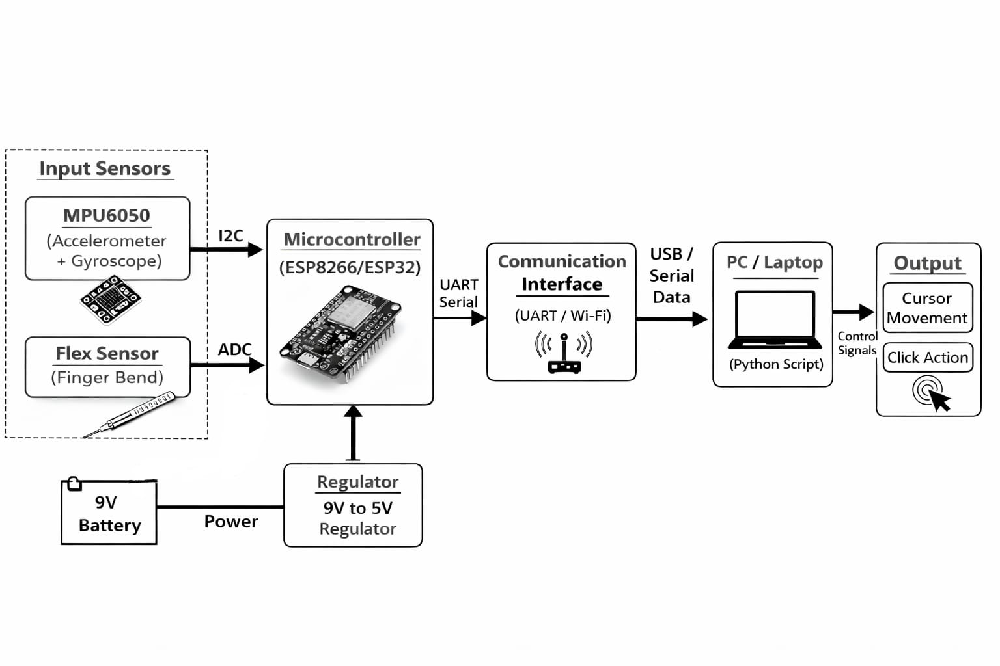 Input Sensors
MPU6050
(Accelerometer
+ Gyroscope)
I2C
Flex Sensor
(Finger Bend)
ADC
Microcontroller
(ESP8266/ESP32)
UART
Serial
Communication
Interface
(UART / Wi-Fi)
USB /
Serial
Data
PC / Laptop
(Python Script)
Control
Signals
Output
Cursor
Movement
Click Action
9V
Battery
Power
Regulator
9V to 5V
Regulator